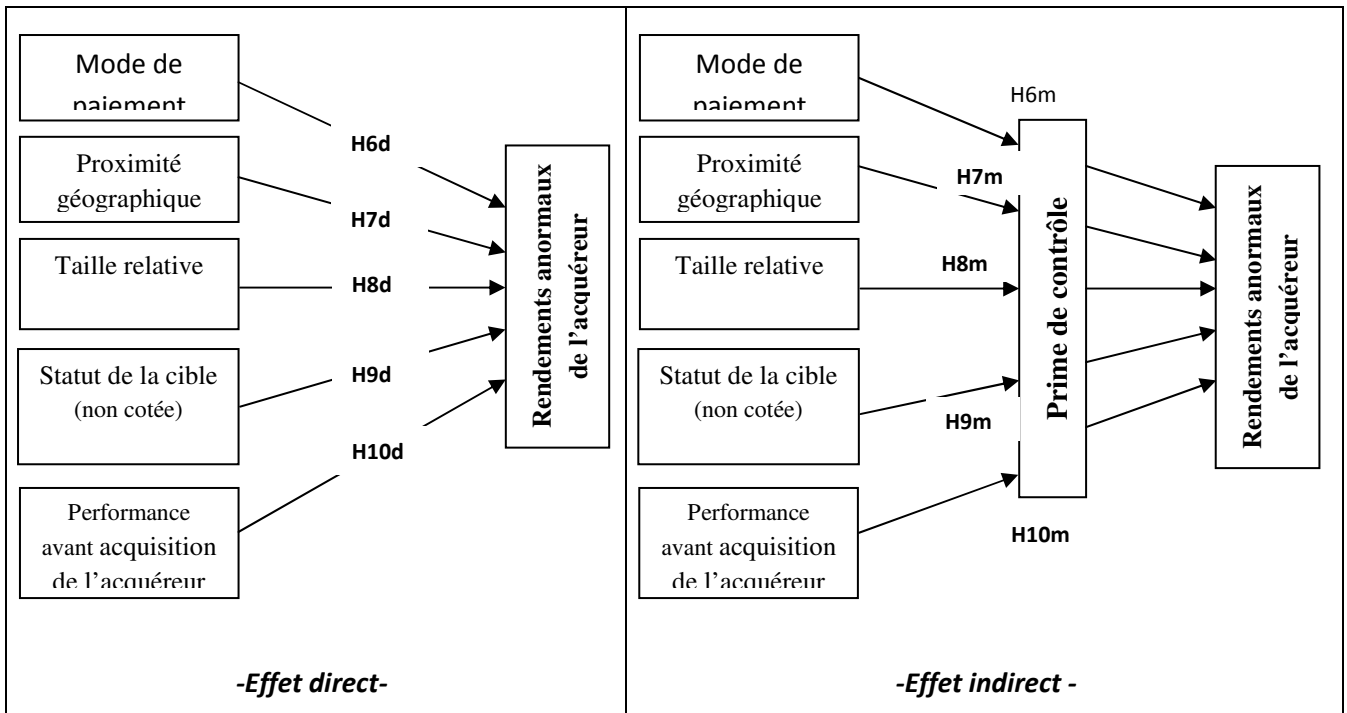 Mode de
paiement
H6d
Proximité
géographique
H7d
Taille relative
H8d
Statut de la cible
(non cotée)
H9d
H10d
Performance
avant acquisition
de l'acquéreur
Rendements anormaux
de l'acquéreur
-Effet direct-
Mode de
paiement
H6m
Proximité
géographique
H7m
Taille relative
H8m
Statut de la cible
(non cotée)
H9m
Performance
avant acquisition
de l'acquéreur
H10m
Prime de contrôle
Rendements anormaux
de l'acquéreur
-Effet indirect -